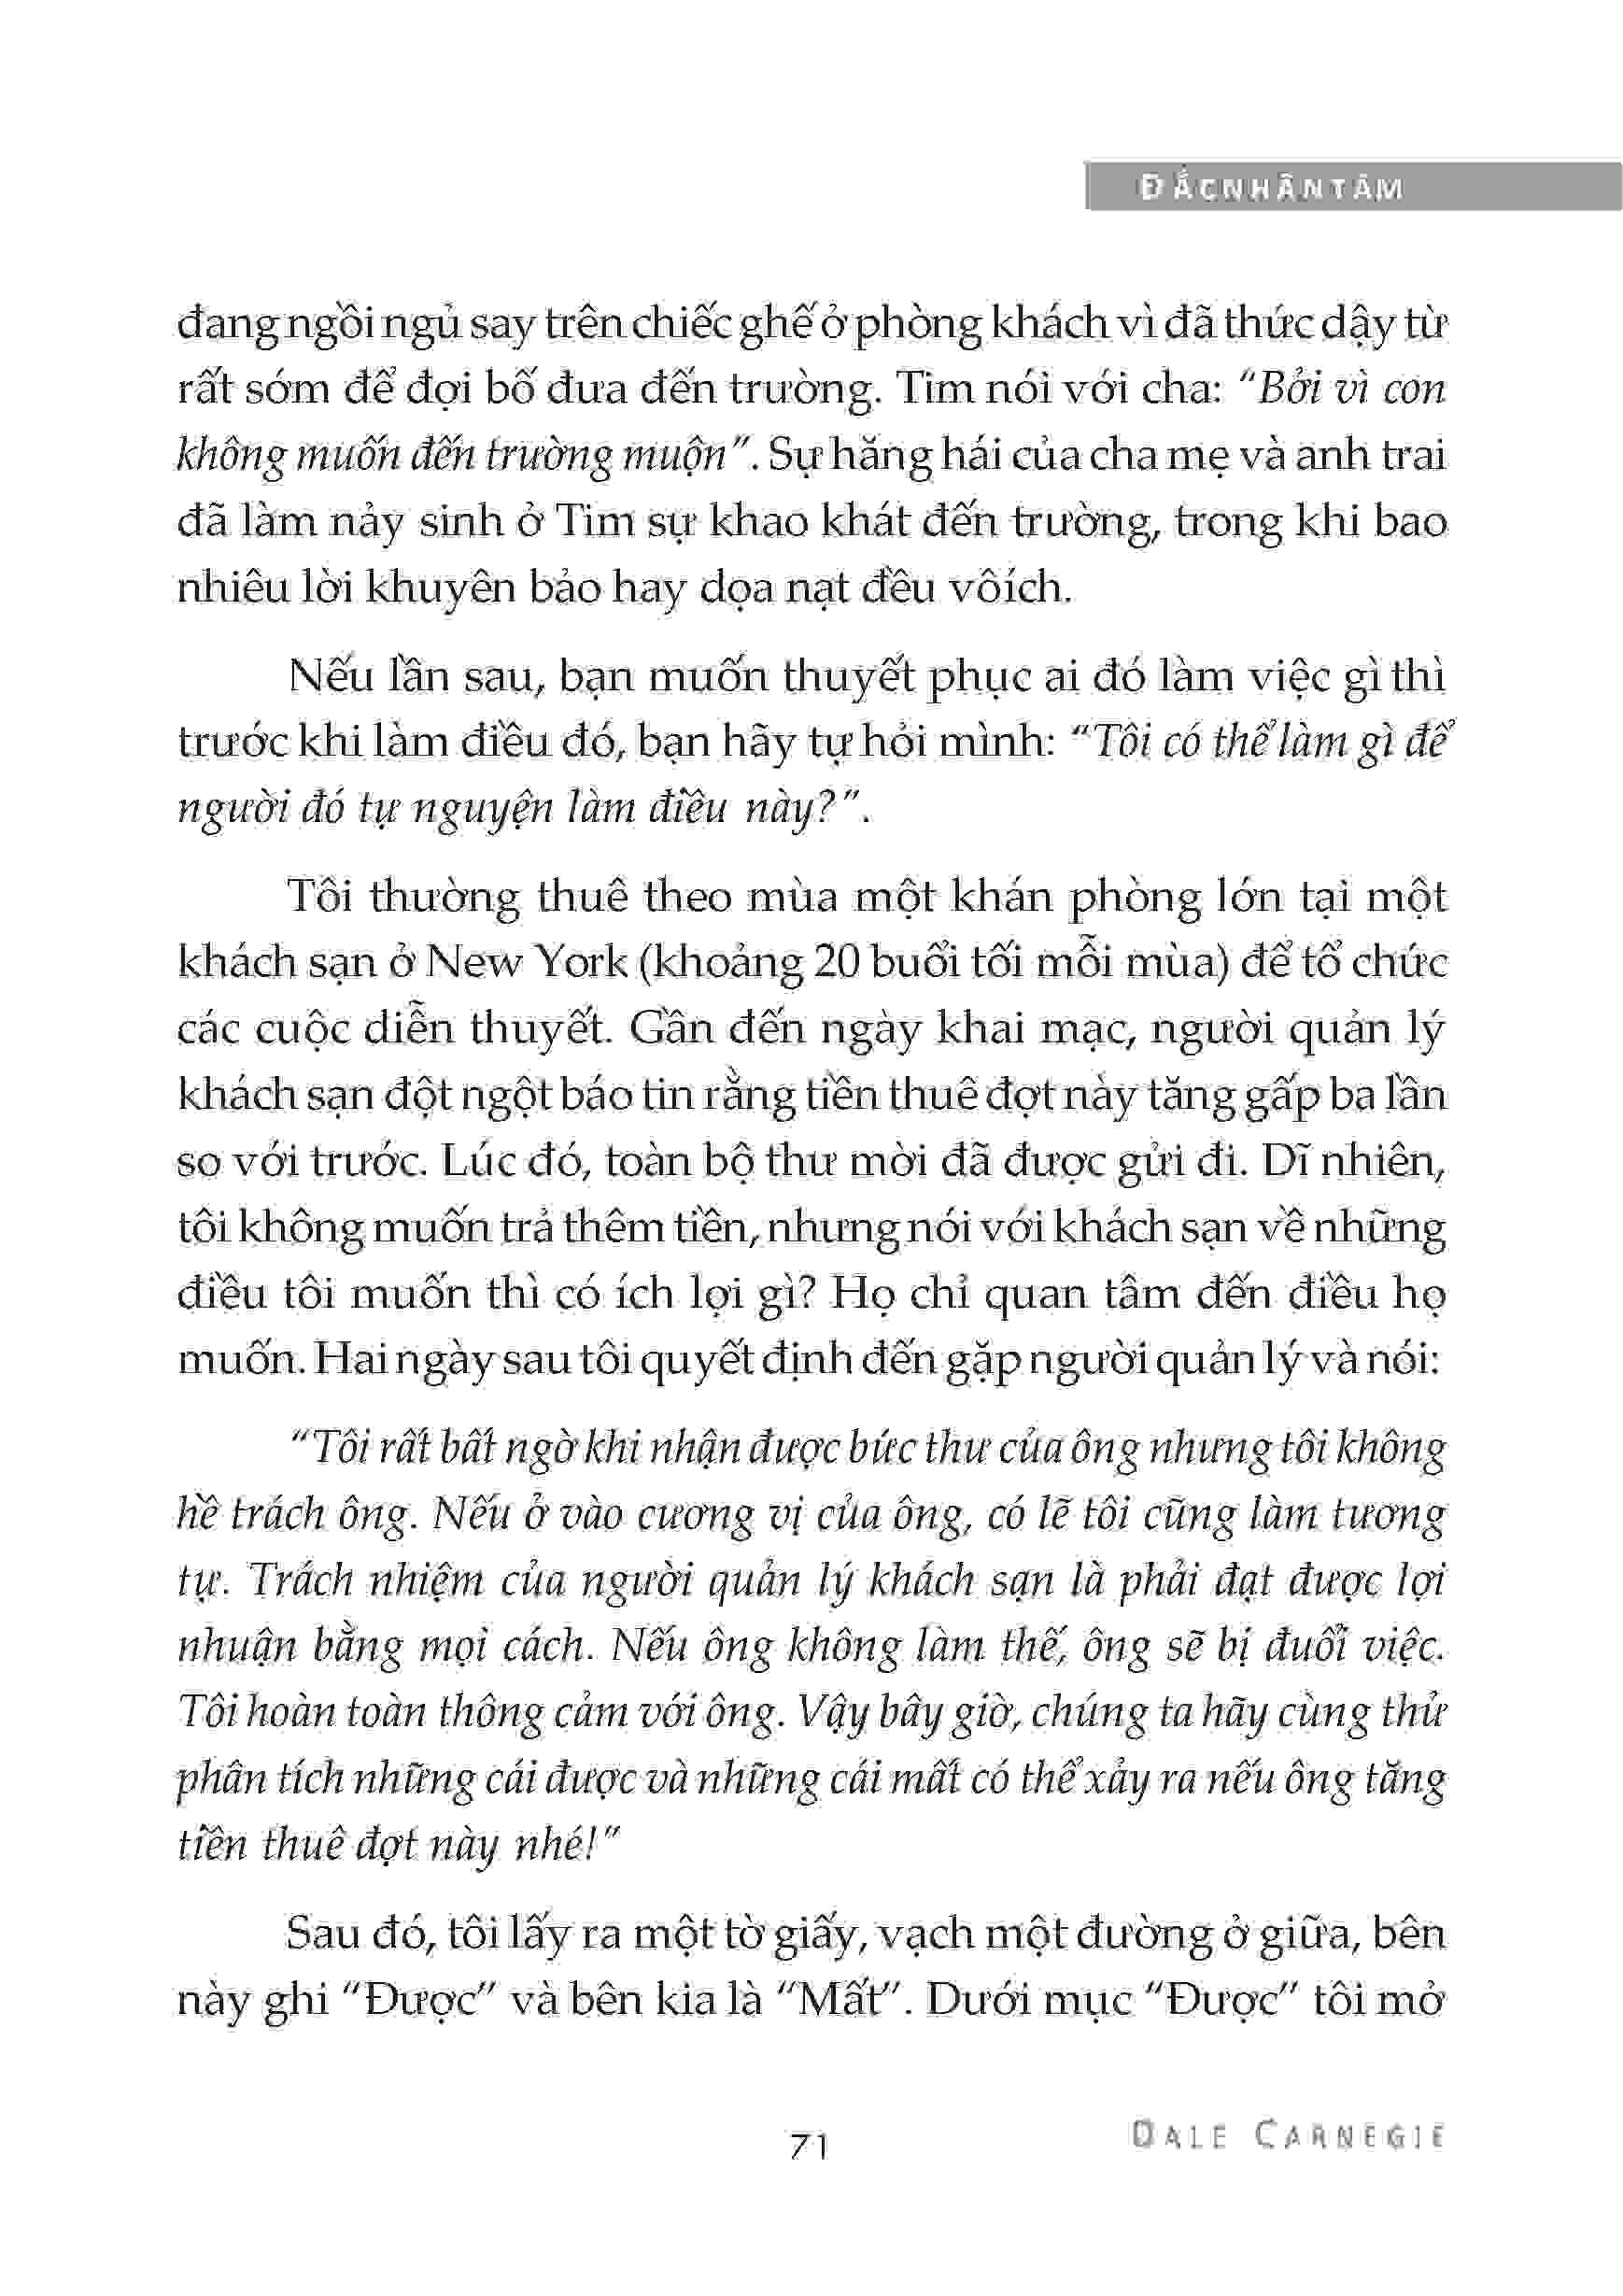 ĐẮCNHÂNTÂM
đang ngồi ngủ say trên chiếc ghế ở phòng khách vì đã thức dậy từ
rất sớm để đợi bố đưa đến trường. Tim nói với cha: “Bởi vì con
không muốn đến trường muộn”. Sự hăng hái của cha mẹ và anh trai
đã làm nảy sinh ở Tim sự khao khát đến trường, trong khi bao
nhiêu lời khuyên bảo hay dọa nạt đều vôích.
Nếu lần sau, bạn muốn thuyết phục ai đó làm việc gì thì
trước khi làm điều đó, bạn hãy tự hỏi mình: “Tôi có thể làm gì để
người đó tự nguyện làm điều này?”.
Tôi thường thuê theo mùa một khán phòng lớn tại một
khách sạn ở New York (khoảng 20 buổi tối mỗi mùa) để tổ chức
các cuộc diễn thuyết. Gần đến ngày khai mạc, người quản lý
khách sạn đột ngột báo tin rằng tiền thuê đợt này tăng gấp ba lần
so với trước. Lúc đó, toàn bộ thư mời đã được gửi đi. Dĩ nhiên,
tôi không muốn trả thêm tiền, nhưng nói với khách sạn về những
điều tôi muốn thì có ích lợi gì? Họ chỉ quan tâm đến điều họ
muốn. Hai ngày sau tôi quyết định đến gặp người quản lý và nói:
“Tôi rất bất ngờ khi nhận được bức thư của ông nhưng tôi không
hề trách ông. Nếu ở vào cương vị của ông, có lẽ tôi cũng làm tương
tự. Trách nhiệm của người quản lý khách sạn là phải đạt được lợi
nhuận bằng mọi cách. Nếu ông không làm thế, ông sẽ bị đuổi việc.
Tôi hoàn toàn thông cảm với ông. Vậy bây giờ, chúng ta hãy cùng thử
phân tích những cái được và những cái mất có thể xảy ra nếu ông tăng
tiền thuê đợt này nhé!”
Sau đó, tôi lấy ra một tờ giấy, vạch một đường ở giữa, bên
này ghi “Được” và bên kia là “Mất”. Dưới mục “Được” tôi mở
71
DALE CARNEGIE